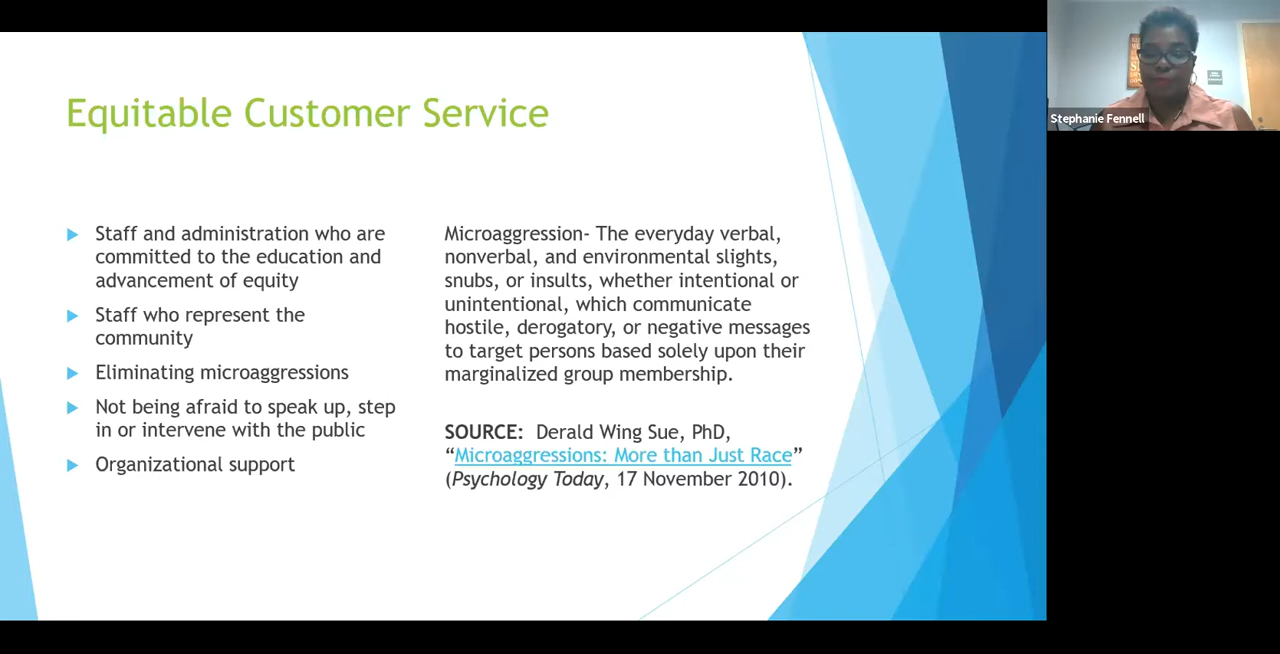 Equitable Customer Service
Staff and administration who are
committed to the education and
advancement of equity
Staff who represent the
community
Eliminating microaggressions
Not being afraid to speak up, step
in or intervene with the public
Organizational support
Microaggression- The everyday verbal,
nonverbal, and environmental slights,
snubs, or insults, whether intentional or
unintentional, which communicate
hostile, derogatory, or negative messages
to target persons based solely upon their
marginalized group membership.
SOURCE: Derald Wing Sue, PhD,
“Microaggressions: More than Just Race”
(Psychology Today, 17 November 2010).
Stephanie Fennell